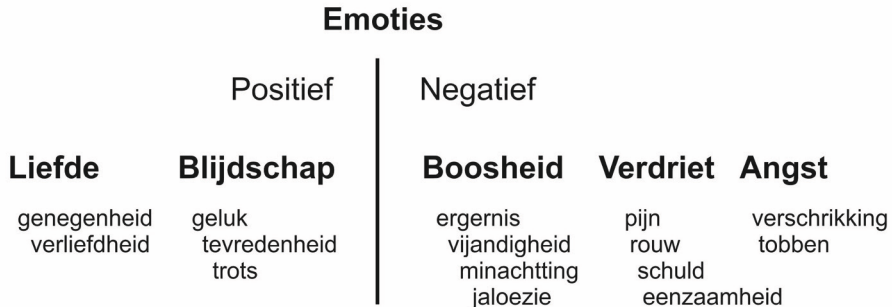 Emoties
Positief Negatief
Liefde Blijdschap Boosheid Verdriet Angst
genegenheid geluk ergernis pijn verschrikking
verliefdheid tevredenheid vijandigheid rouw tobben
trots minachtting schuld
jaloezie eenzaamheid